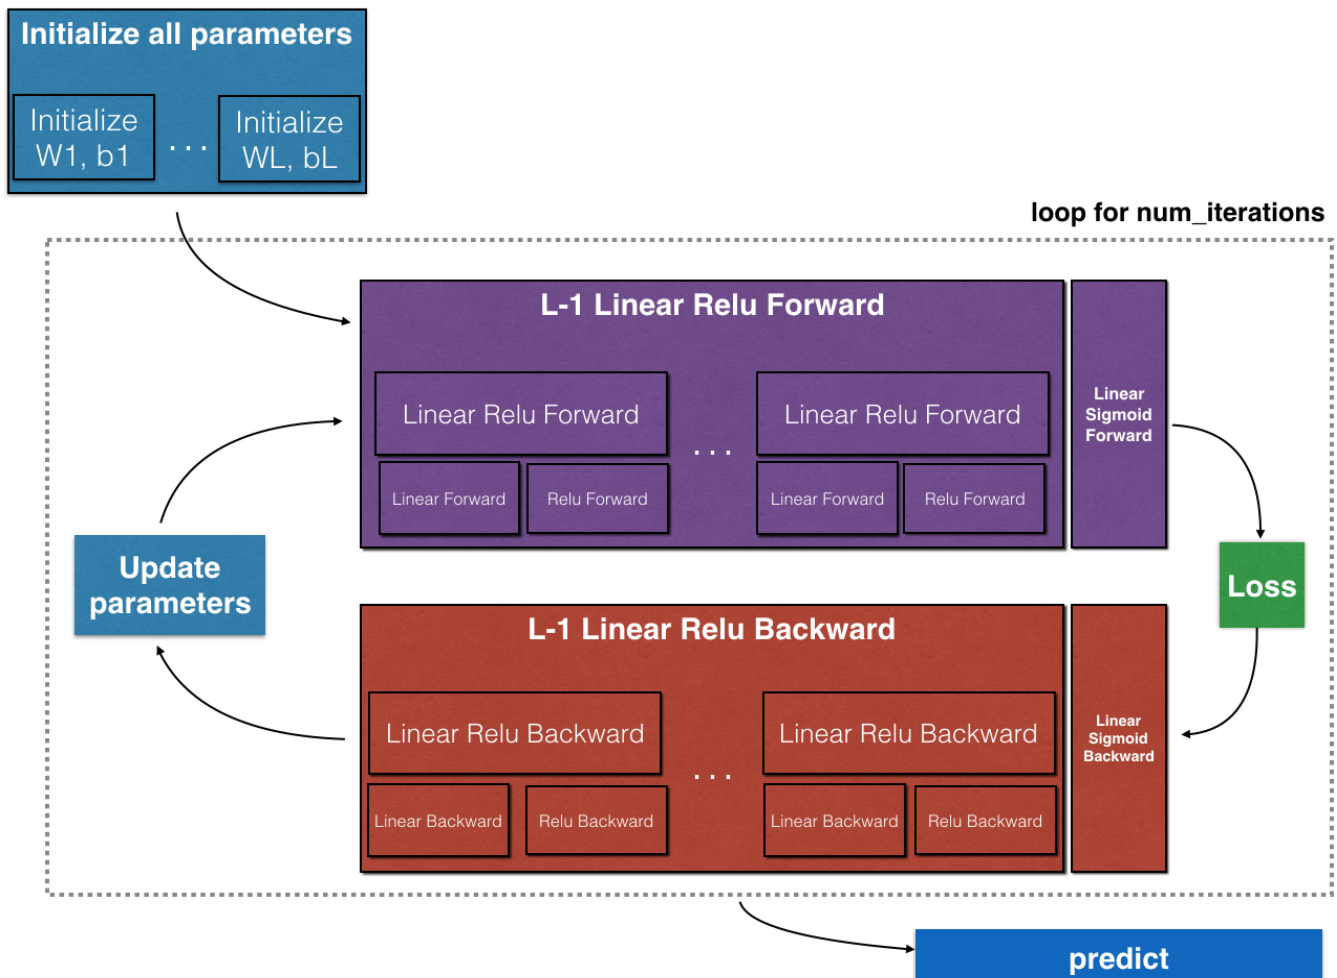 Initialize all parameters
Initialize
W1, b1
. . .
Initialize
WL, bL
loop for num_iterations
L-1 Linear Relu Forward
Linear Relu Forward
. . .
Linear Relu Forward
Linear Forward
Relu Forward
Linear Forward
Relu Forward
Linear
Sigmoid
Forward
Update
parameters
Loss
L-1 Linear Relu Backward
Linear Relu Backward
. . .
Linear Relu Backward
Linear Backward
Relu Backward
Linear Backward
Relu Backward
Linear
Sigmoid
Backward
predict